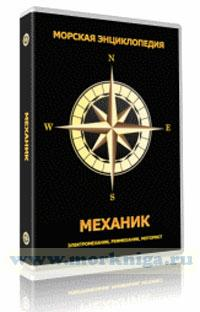 МОРСКАЯ ЭНЦИКЛОПЕДИЯ
N
W E
S
МЕХАНИК
ЭЛЕКТРОМЕХАНИК, РЕФМЕХАНИК, МОТОРИСТ
МЕХАНИК
www.morkniga.ru